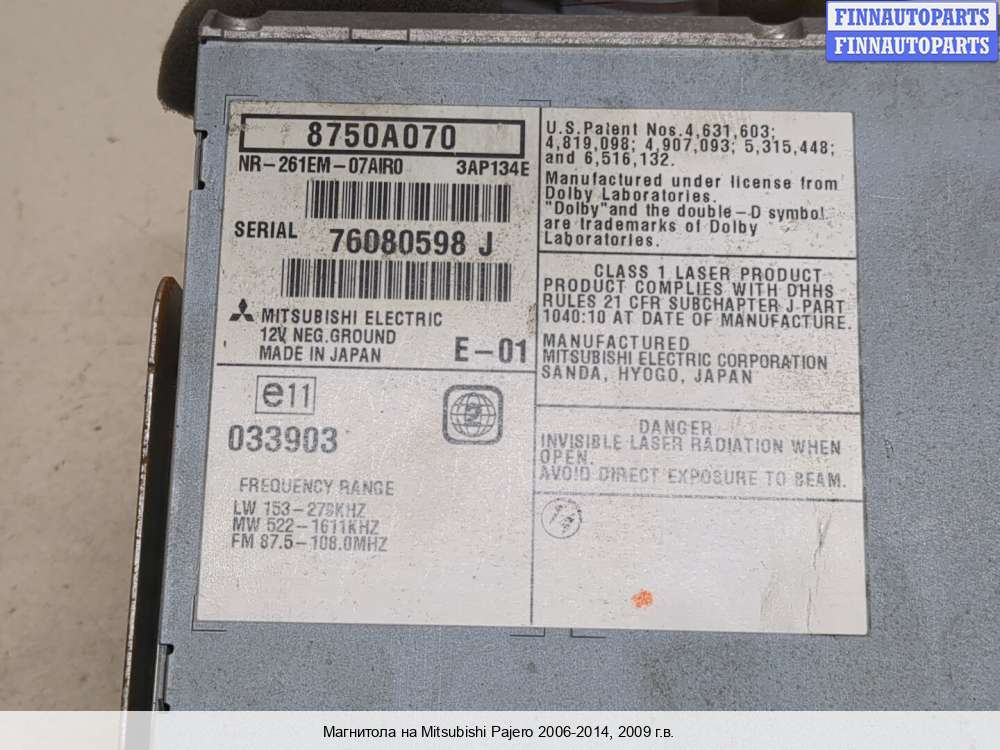 FINNAUTOPARTS
FINNAUTOPARTS
8750A070
NR-261EM-07AIR0 3AP134E
SERIAL 76080598 J
MITSUBISHI ELECTRIC
12V NEG.GROUND
MADE IN JAPAN E-01
e11
033903
FREQUENCY RANGE
LW 153-279KHZ
MW 522-1611KHZ
FM 87.5-108.0MHZ
U.S.Patent Nos.4,631,603;
4,819,098; 4,907,093; 5,315,448;
and 6,516,132.
Manufactured under license from
Dolby Laboratories.
"Dolby"and the double-D symbol
are trademarks of Dolby
Laboratories.
CLASS 1 LASER PRODUCT
PRODUCT COMPLIES WITH DHHS
RULES 21 CFR SUBCHAPTER J PART
1040:10 AT DATE OF MANUFACTURE.
MANUFACTURED
MITSUBISHI ELECTRIC CORPORATION
SANDA, HYOGO, JAPAN
DANGER
INVISIBLE LASER RADIATION WHEN
OPEN.
AVOID DIRECT EXPOSURE TO BEAM.
Магнитола на Mitsubishi Pajero 2006-2014, 2009 г.в.